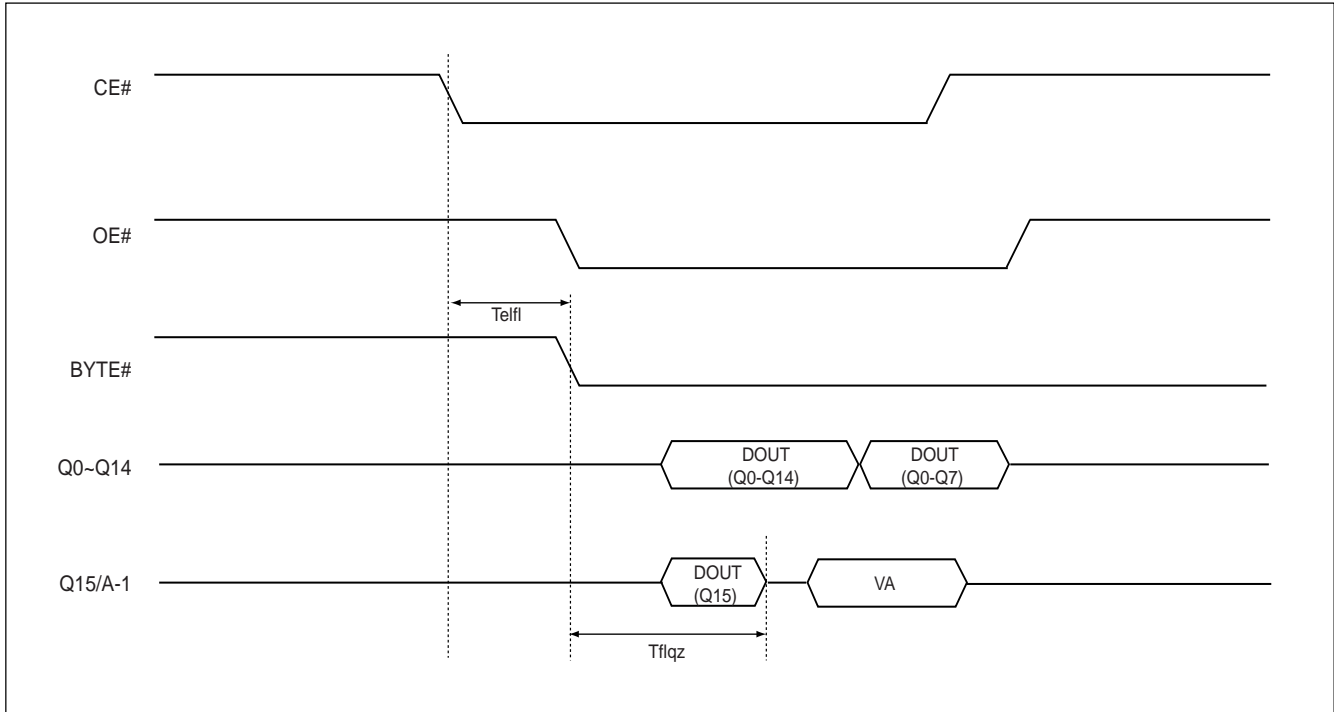 CE#
OE#
Telfl
BYTE#
Q0~Q14
DOUT
(Q0-Q14)
DOUT
(Q0-Q7)
Q15/A-1
DOUT
(Q15)
VA
Tflqz